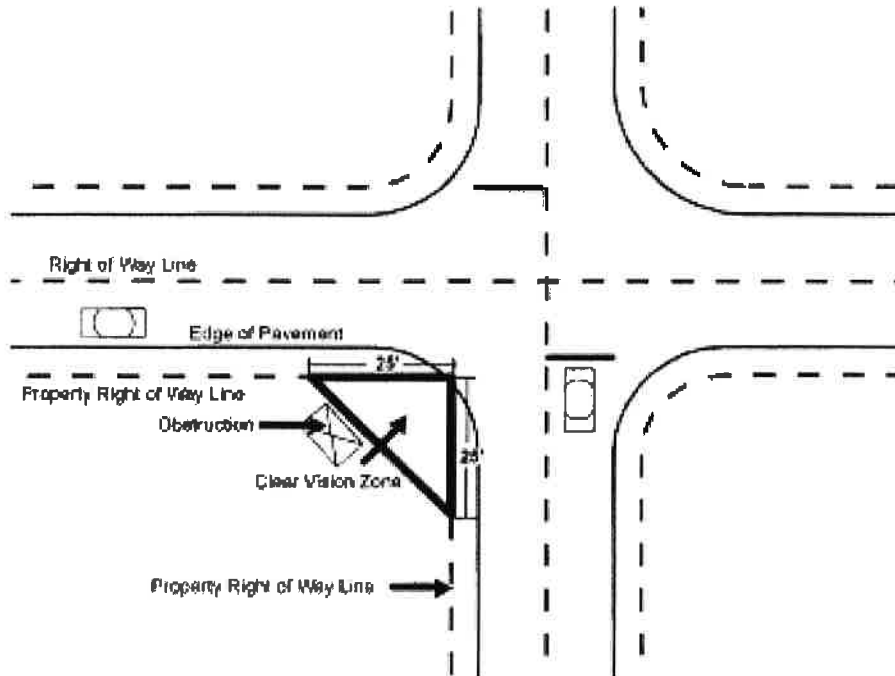 Right of Way Line
Edge of Pavement
25'
Property Right of Way Line
Obstruction
25'
Clear Vision Zone
Property Right of Way Line